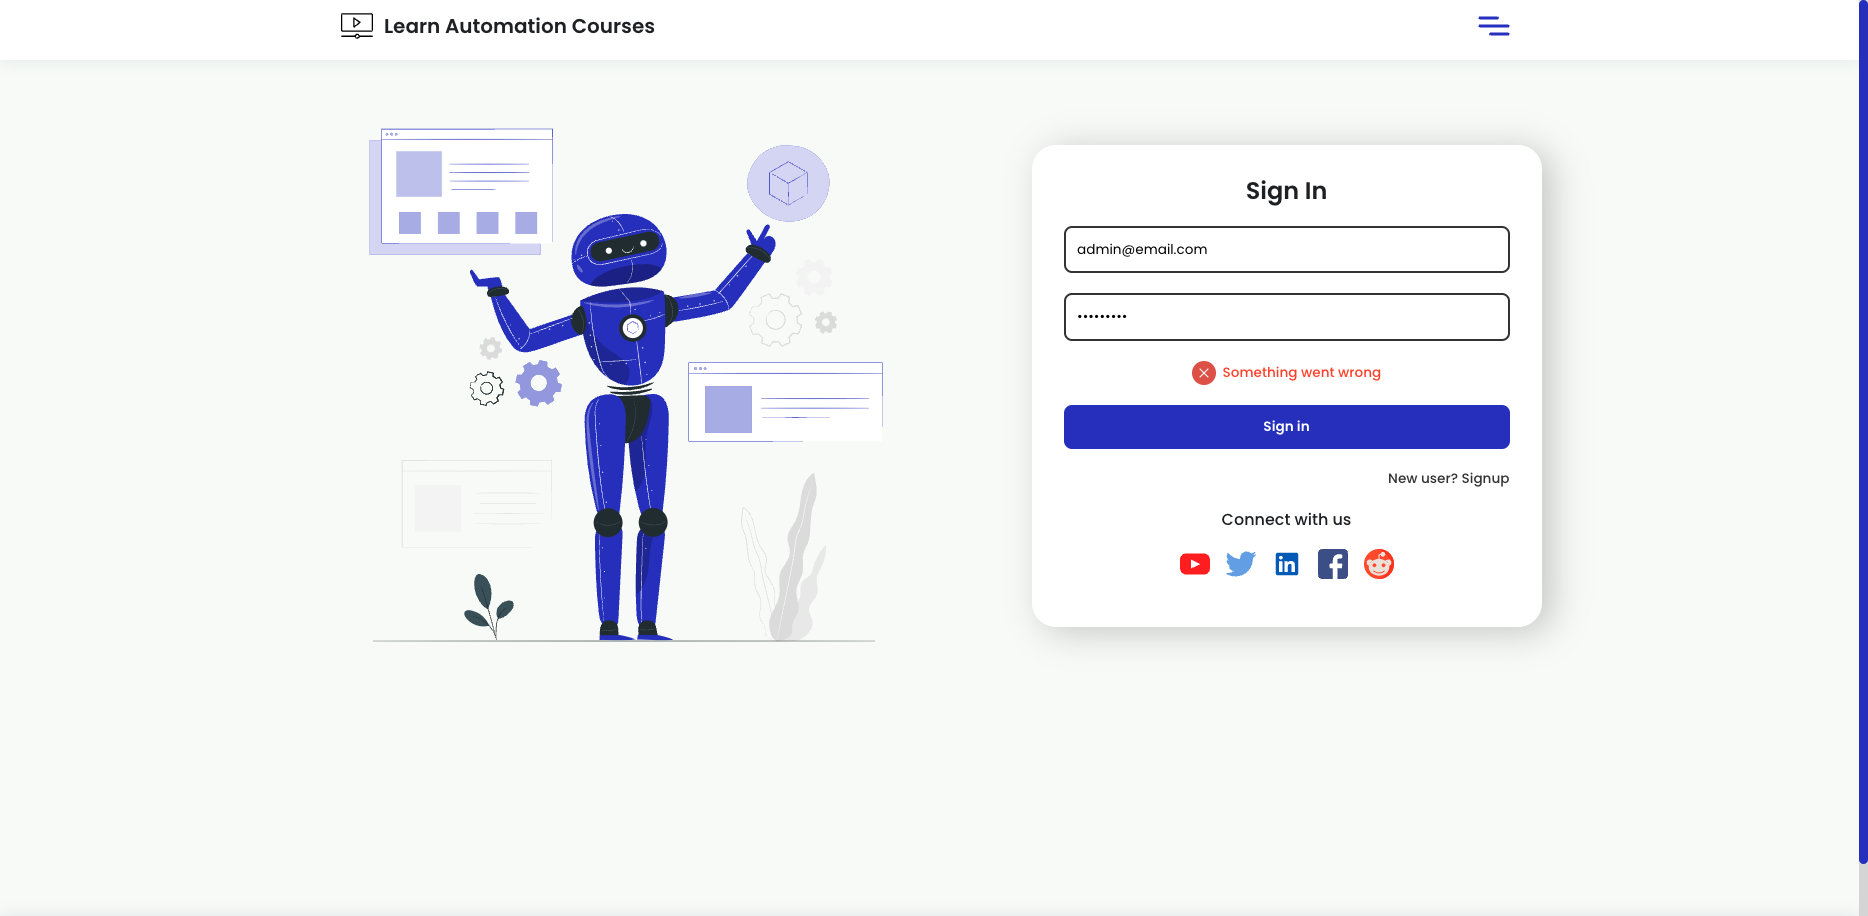 Learn Automation Courses
Sign In
admin@email.com
•••••••••
Something went wrong
Sign in
New user? Signup
Connect with us
in